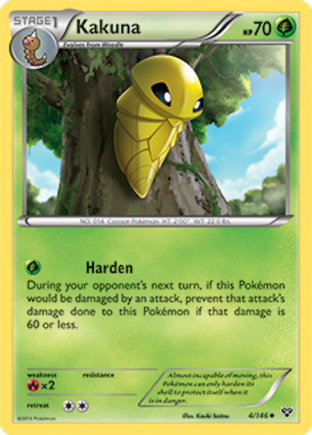 STAGE1 Kakuna HP70
Evolves from Weedle
NO. 014 Cocoon Pokémon HT: 2'00" WT: 22.0 lbs.
Harden
During your opponent's next turn, if this Pokémon
would be damaged by an attack, prevent that attack's
damage done to this Pokémon if that damage is
60 or less.
weakness resistance
×2
retreat
Almost incapable of moving, this
Pokémon can only harden its
shell to protect itself when it
is in danger.
©2014 Pokémon
Illus. Kouki Saitou
4/146
XY